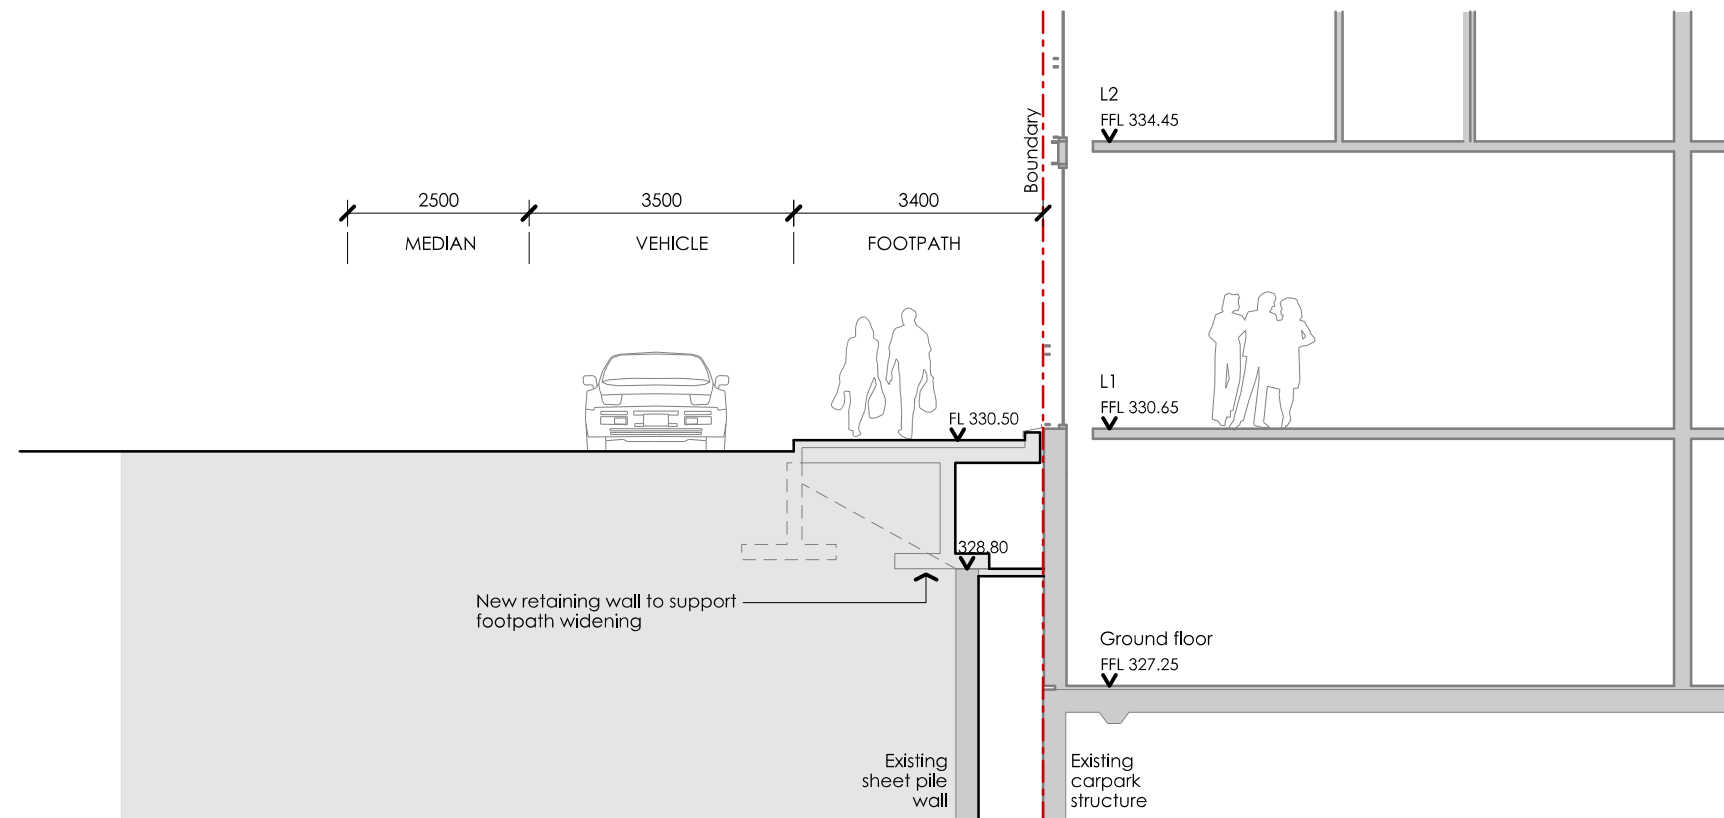 L2
FFL 334.45
Boundary
2500
3500
3400
MEDIAN
VEHICLE
FOOTPATH
L1
FFL 330.65
FL 330.50
328.80
New retaining wall to support
footpath widening
Ground floor
FFL 327.25
Existing
sheet pile
wall
Existing
carpark
structure